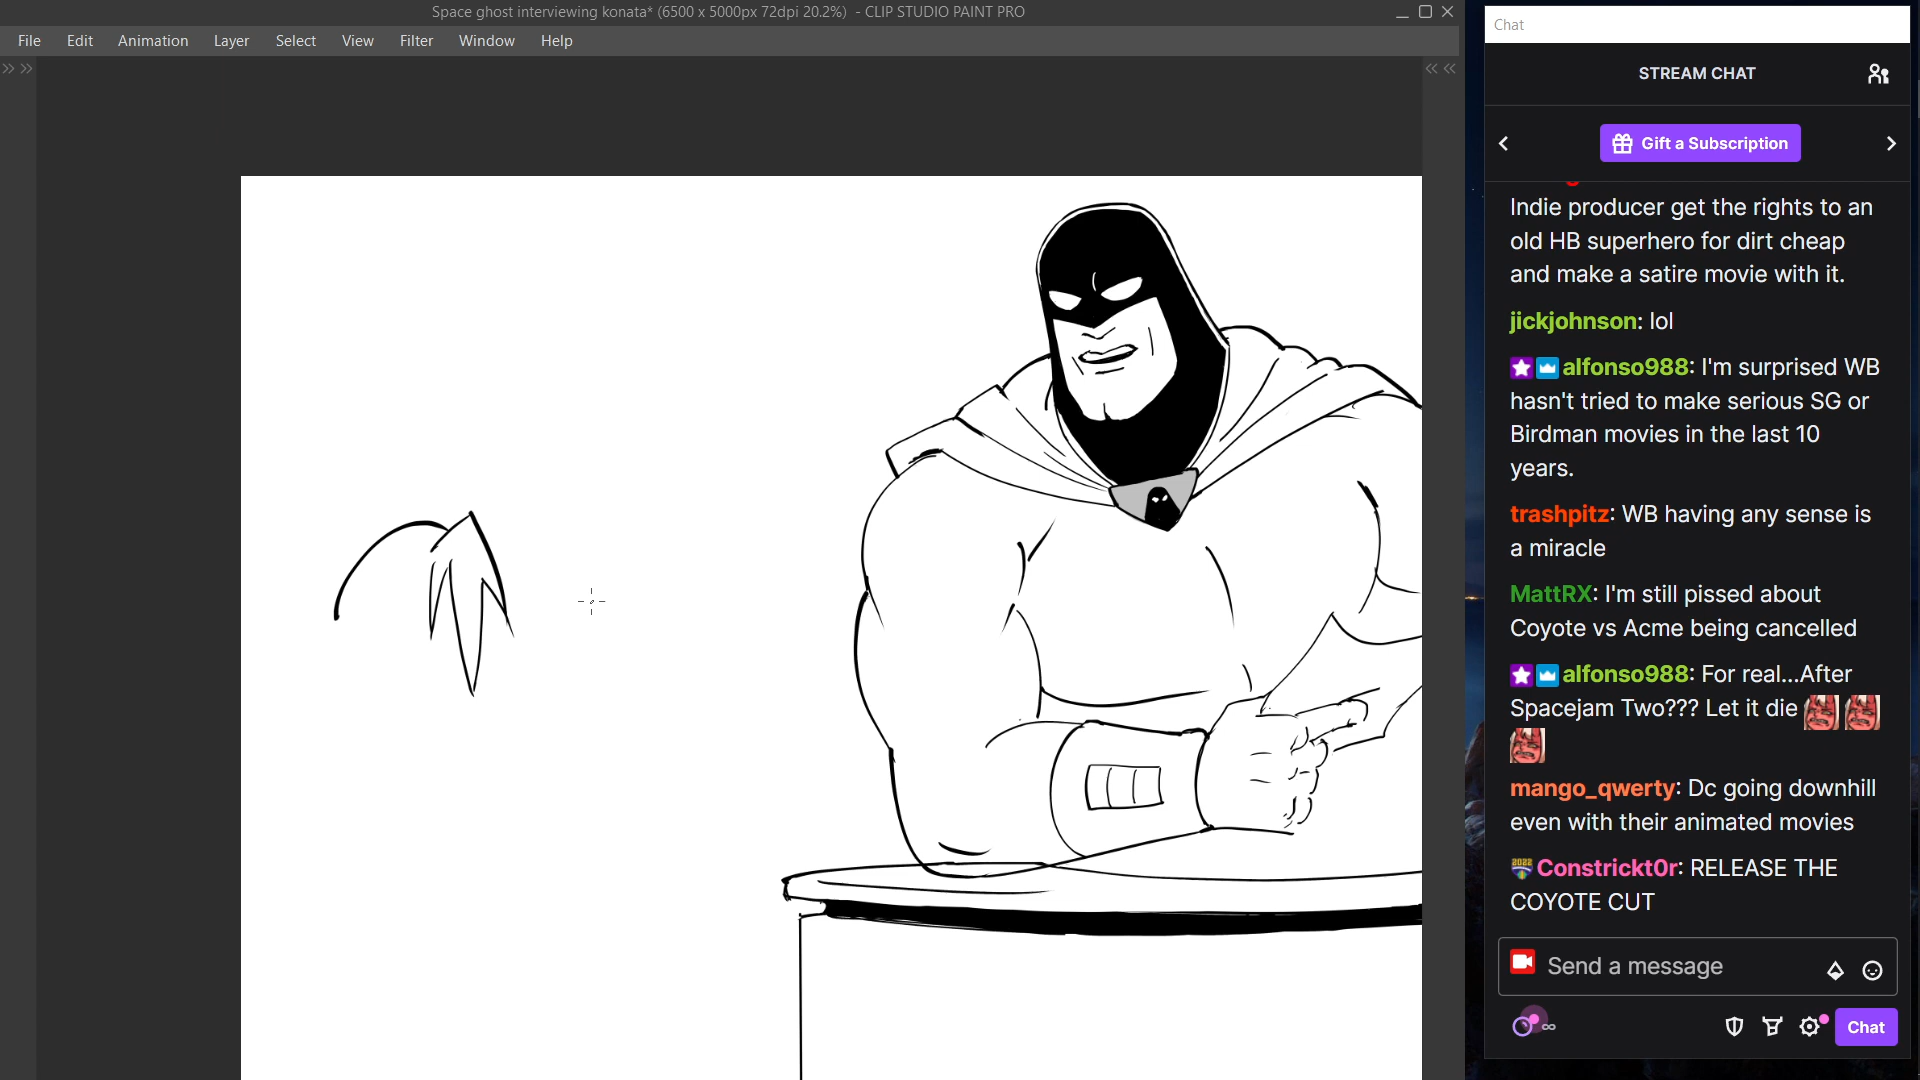 Space ghost interviewing konata* (6500 x 5000px 72dpi 20.2%) - CLIP STUDIO PAINT PRO
File Edit Animation Layer Select View Filter Window Help
Chat
STREAM CHAT
Gift a Subscription
Indie producer get the rights to an
old HB superhero for dirt cheap
and make a satire movie with it.
jickjohnson: lol
alfonso988: I'm surprised WB
hasn't tried to make serious SG or
Birdman movies in the last 10
years.
trashpitz: WB having any sense is
a miracle
MattRX: I'm still pissed about
Coyote vs Acme being cancelled
alfonso988: For real...After
Spacejam Two??? Let it die
mango_qwerty: Dc going downhill
even with their animated movies
2022
Constrickt0r: RELEASE THE
COYOTE CUT
Send a message
∞
Chat